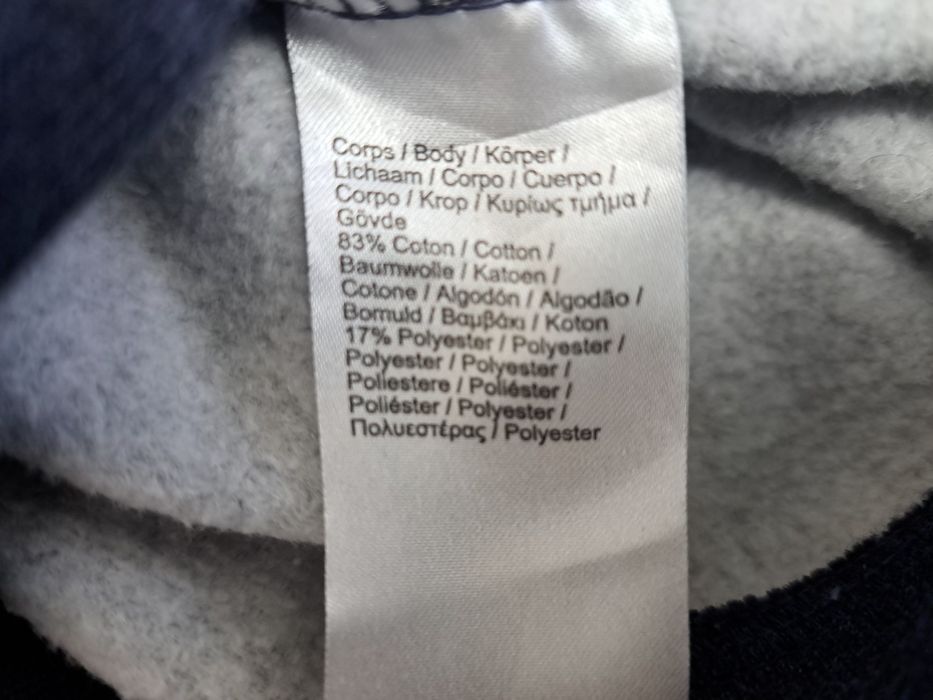 Corps / Body / Körper /
Lichaam / Corpo / Cuerpo /
Corpo / Krop / Κυρίως τμήμα /
Gövde
83% Coton / Cotton /
Baumwolle / Katoen /
Cotone / Algodón / Algodão /
Bomuld / Βαμβάκι / Koton
17% Polyester / Polyester /
Polyester / Polyester /
Poliestere / Poliéster /
Poliéster / Polyester /
Πολυεστέρας / Polyester